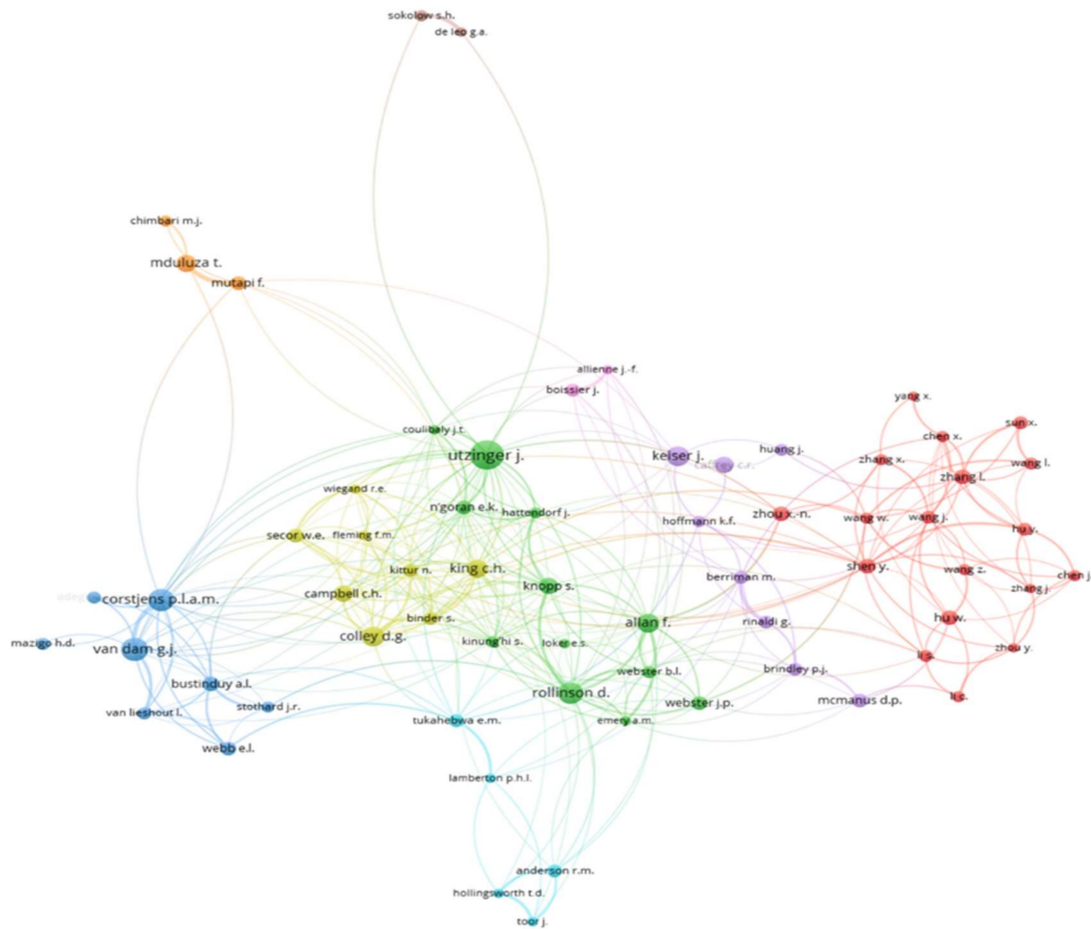 sokolow s.h.
de leo g.a.
chimbari m.j.
mduluza t.
mutapi f.
allienne j.-f.
boissier j.
yang x.
coulibaly j.t.
chen x.
sun x.
utzinger j.
keiser j.
huang j.
zhang x.
wang l.
zhang l.
wiegand r.e.
n'goran e.k.
hattendorf j.
hoffmann k.f.
zhou x.-n.
wang w.
wang j.
secor w.e.
fleming f.m.
hu y.
kittur n.
king c.h.
shen y.
wang z.
chen j.
berriman m.
knopp s.
zhang j.
corstjens p.l.a.m.
campbell c.h.
binder s.
allan f.
rinaldi g.
hu w.
colley d.g.
kinung'hi s.
loker e.s.
mazigo h.d.
van dam g.j.
zhou y.
li s.
webster b.l.
brindley p.j.
bustinduy a.l.
rollinson d.
li c.
webster j.p.
mcmanus d.p.
van lieshout l.
stothard j.r.
tukahebwa e.m.
emery a.m.
webb e.l.
lamberton p.h.l.
anderson r.m.
hollingsworth t.d.
toor j.